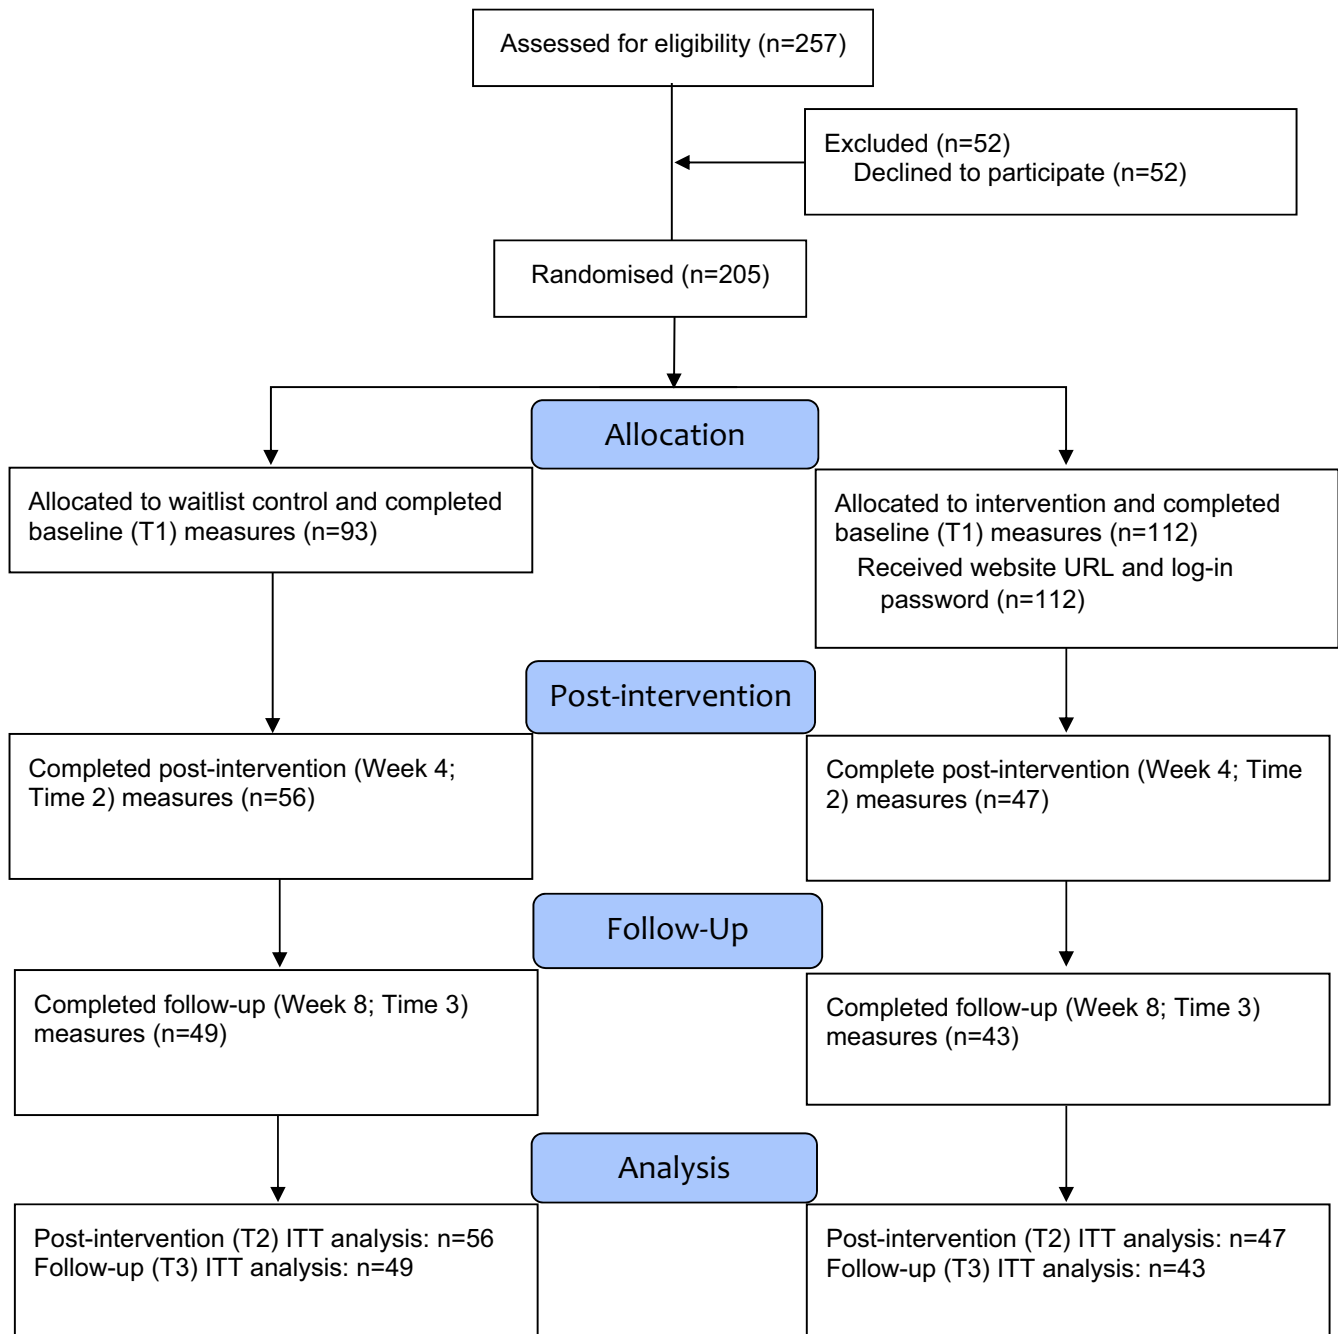 Assessed for eligibility (n=257)
Excluded (n=52)
Declined to participate (n=52)
Randomised (n=205)
Allocation
Allocated to waitlist control and completed
baseline (T1) measures (n=93)
Allocated to intervention and completed
baseline (T1) measures (n=112)
Received website URL and log-in
password (n=112)
Post-intervention
Completed post-intervention (Week 4;
Time 2) measures (n=56)
Complete post-intervention (Week 4; Time
2) measures (n=47)
Follow-Up
Completed follow-up (Week 8; Time 3)
measures (n=49)
Completed follow-up (Week 8; Time 3)
measures (n=43)
Analysis
Post-intervention (T2) ITT analysis: n=56
Follow-up (T3) ITT analysis: n=49
Post-intervention (T2) ITT analysis: n=47
Follow-up (T3) ITT analysis: n=43